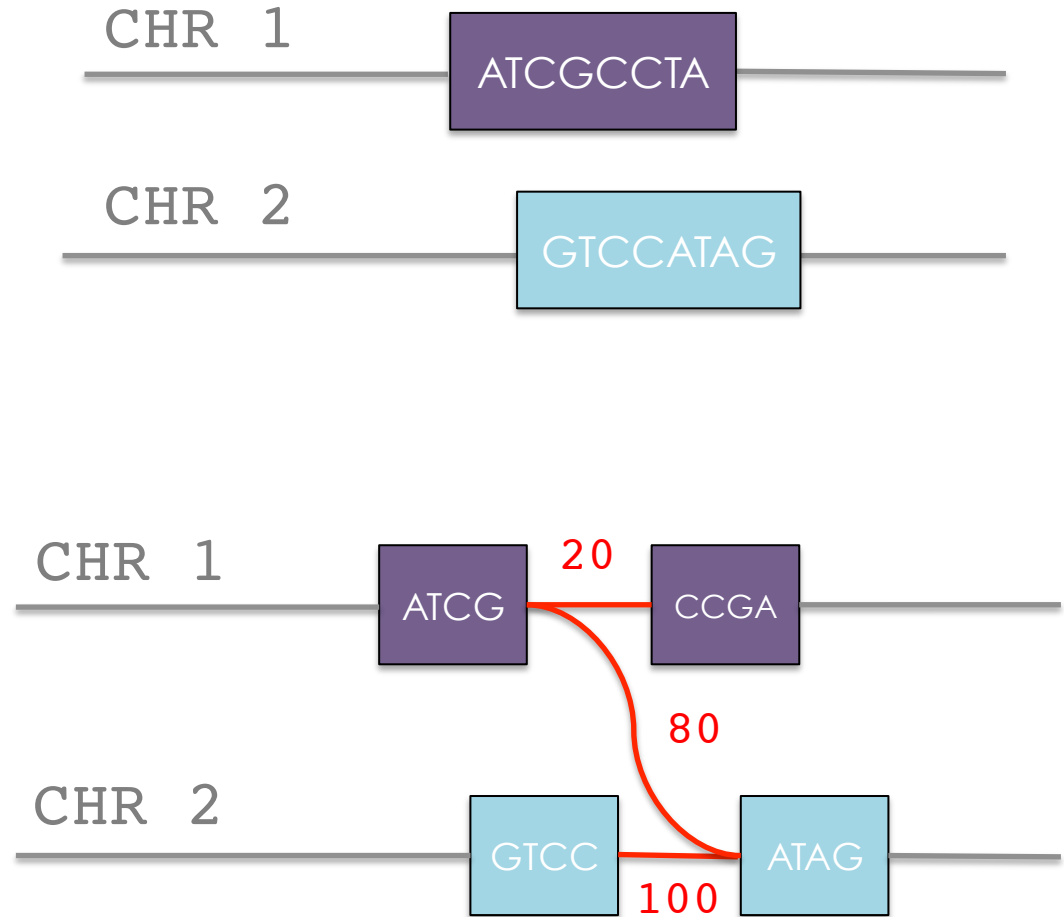 CHR 1
ATCGCCTA
CHR 2
GTCCATAG
CHR 1
20
ATCG
CCGA
80
CHR 2
GTCC
ATAG
100